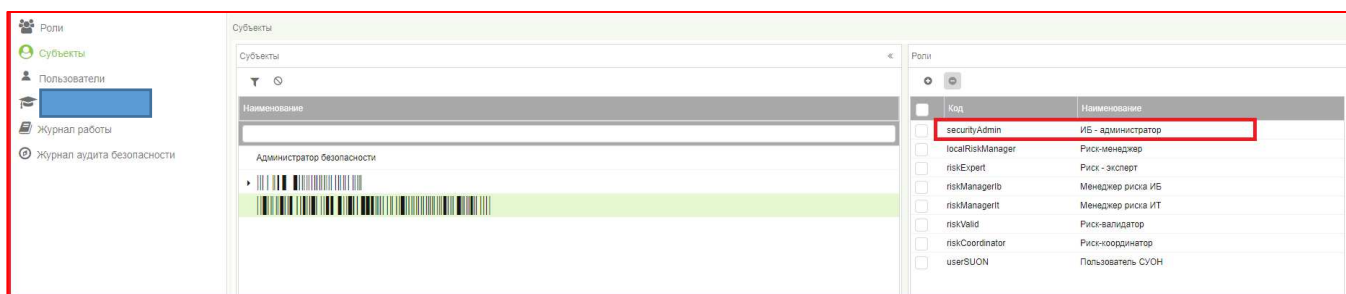 Роли
Субъекты
Пользователи
Журнал работы
Журнал аудита безопасности
Субъекты
Субъекты
«
Наименование
Администратор безопасности
Роли
Код Наименование
securityAdmin ИБ - администратор
localRiskManager Риск-менеджер
riskExpert Риск - эксперт
riskManagerIb Менеджер риска ИБ
riskManagerIt Менеджер риска ИТ
riskValid Риск-валидатор
riskCoordinator Риск-координатор
userSUON Пользователь СУОН